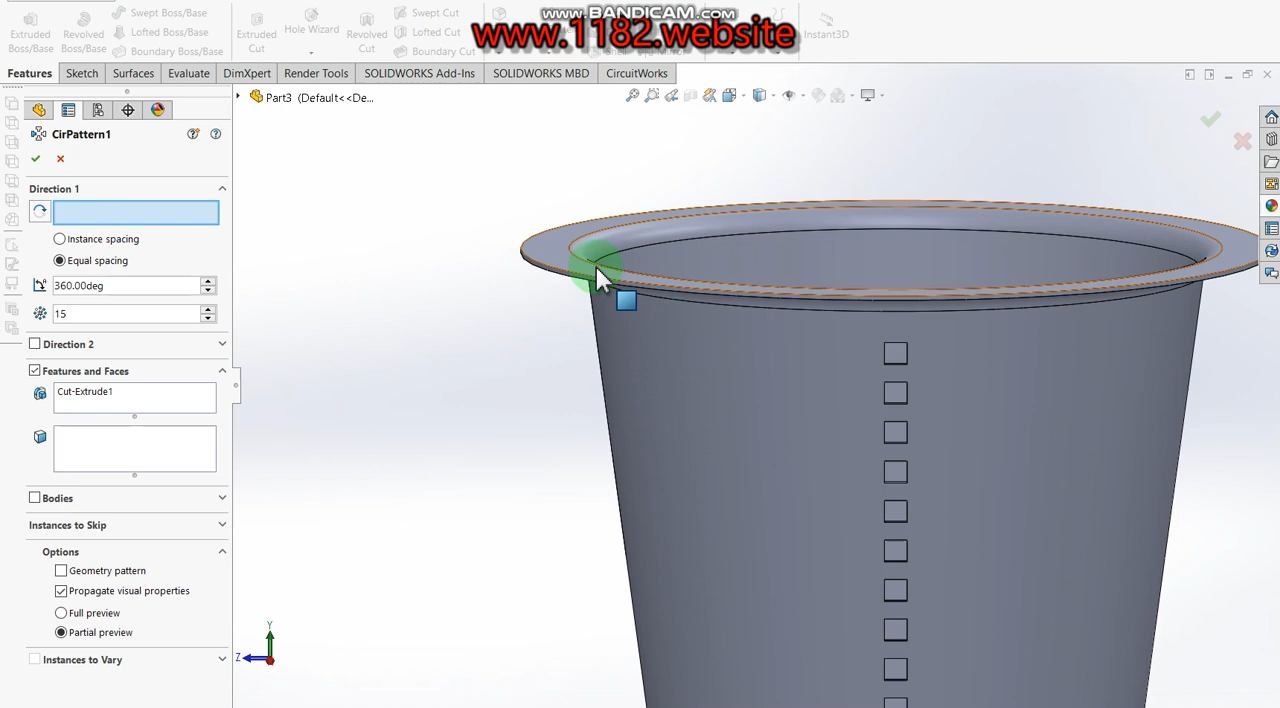 WWW.BANDICAM.COM
www.1182.website
Extruded Boss/Base
Revolved Boss/Base
Swept Boss/Base
Lofted Boss/Base
Boundary Boss/Base
Extruded Cut
Hole Wizard
Revolved Cut
Swept Cut
Lofted Cut
Boundary Cut
Instant3D
Features
Sketch
Surfaces
Evaluate
DimXpert
Render Tools
SOLIDWORKS Add-Ins
SOLIDWORKS MBD
CircuitWorks
Part3 (Default<<De...
CirPattern1
Direction 1
Instance spacing
Equal spacing
360.00deg
15
Direction 2
Features and Faces
Cut-Extrude1
Bodies
Instances to Skip
Options
Geometry pattern
Propagate visual properties
Full preview
Partial preview
Instances to Vary
Y
Z